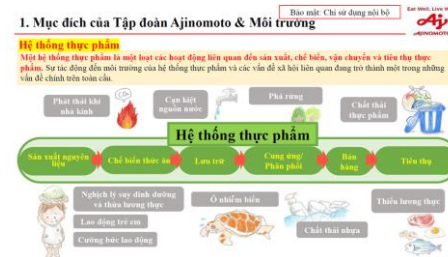 Bảo mật: Chỉ sử dụng nội bộ
Eat Well, Live W
AJINOMOTO
1. Mục đích của Tập đoàn Ajinomoto & Môi trường
Hệ thống thực phẩm
Một hệ thống thực phẩm là một loạt các hoạt động liên quan đến sản xuất, chế biến, vận chuyển và tiêu thụ thực
phẩm. Sự tác động đến môi trường của hệ thống thực phẩm và các vấn đề xã hội liên quan đang trở thành một trong những
vấn đề chính trên toàn cầu.
Phát thải khí
nhà kính
Cạn kiệt
nguồn nước
Phá rừng
Chất thải
thực phẩm
Hệ thống thực phẩm
Sản xuất nguyên
liệu
Chế biến thức ăn
Lưu trữ
Cung ứng/
Phân phối
Bán
hàng
Tiêu thụ
Nghịch lý suy dinh dưỡng
và thừa lương thực
Lao động trẻ em
Cưỡng bức lao động
Ô nhiễm biển
Chất thải nhựa
Thiếu lương thực